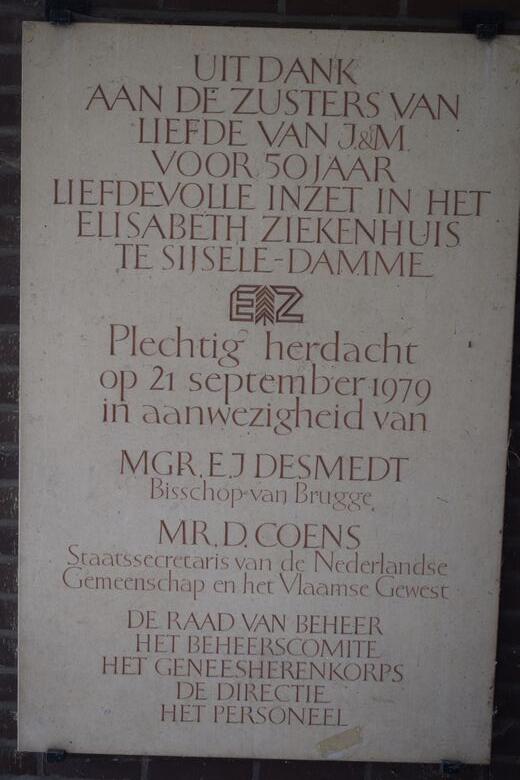 UIT DANK
AAN DE ZUSTERS VAN
LIEFDE VAN J.&M.
VOOR 50 JAAR
LIEFDEVOLLE INZET IN HET
ELISABETH ZIEKENHUIS
TE SIJSELE-DAMME
EZ
Plechtig herdacht
op 21 september 1979
in aanwezigheid van
MGR. E.J DESMEDT
Bisschop van Brugge
MR. D. COENS
Staatssecretaris van de Nederlandse
Gemeenschap en het Vlaamse Gewest
DE RAAD VAN BEHEER
HET BEHEERSCOMITE
HET GENEESHERENKORPS
DE DIRECTIE
HET PERSONEEL